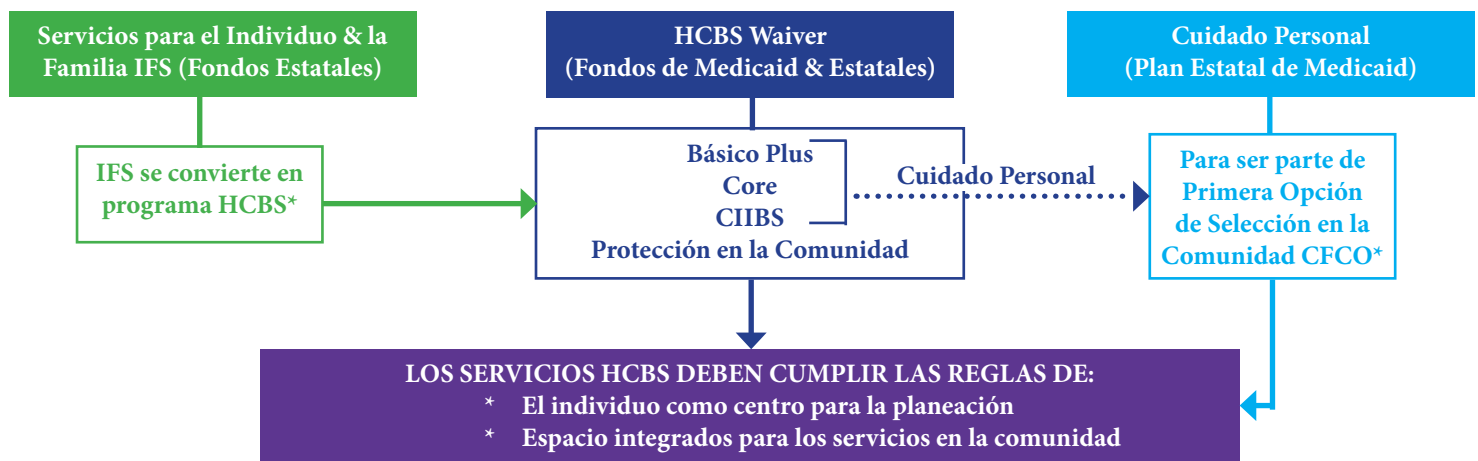 Servicios para el Individuo & la
Familia IFS (Fondos Estatales)
HCBS Waiver
(Fondos de Medicaid & Estatales)
Cuidado Personal
(Plan Estatal de Medicaid)
IFS se convierte en
programa HCBS*
Básico Plus
Core
CIIBS
Protección en la Comunidad
Cuidado Personal
Para ser parte de
Primera Opción
de Selección en la
Comunidad CFCO*
LOS SERVICIOS HCBS DEBEN CUMPLIR LAS REGLAS DE:
* El individuo como centro para la planeación
* Espacio integrados para los servicios en la comunidad